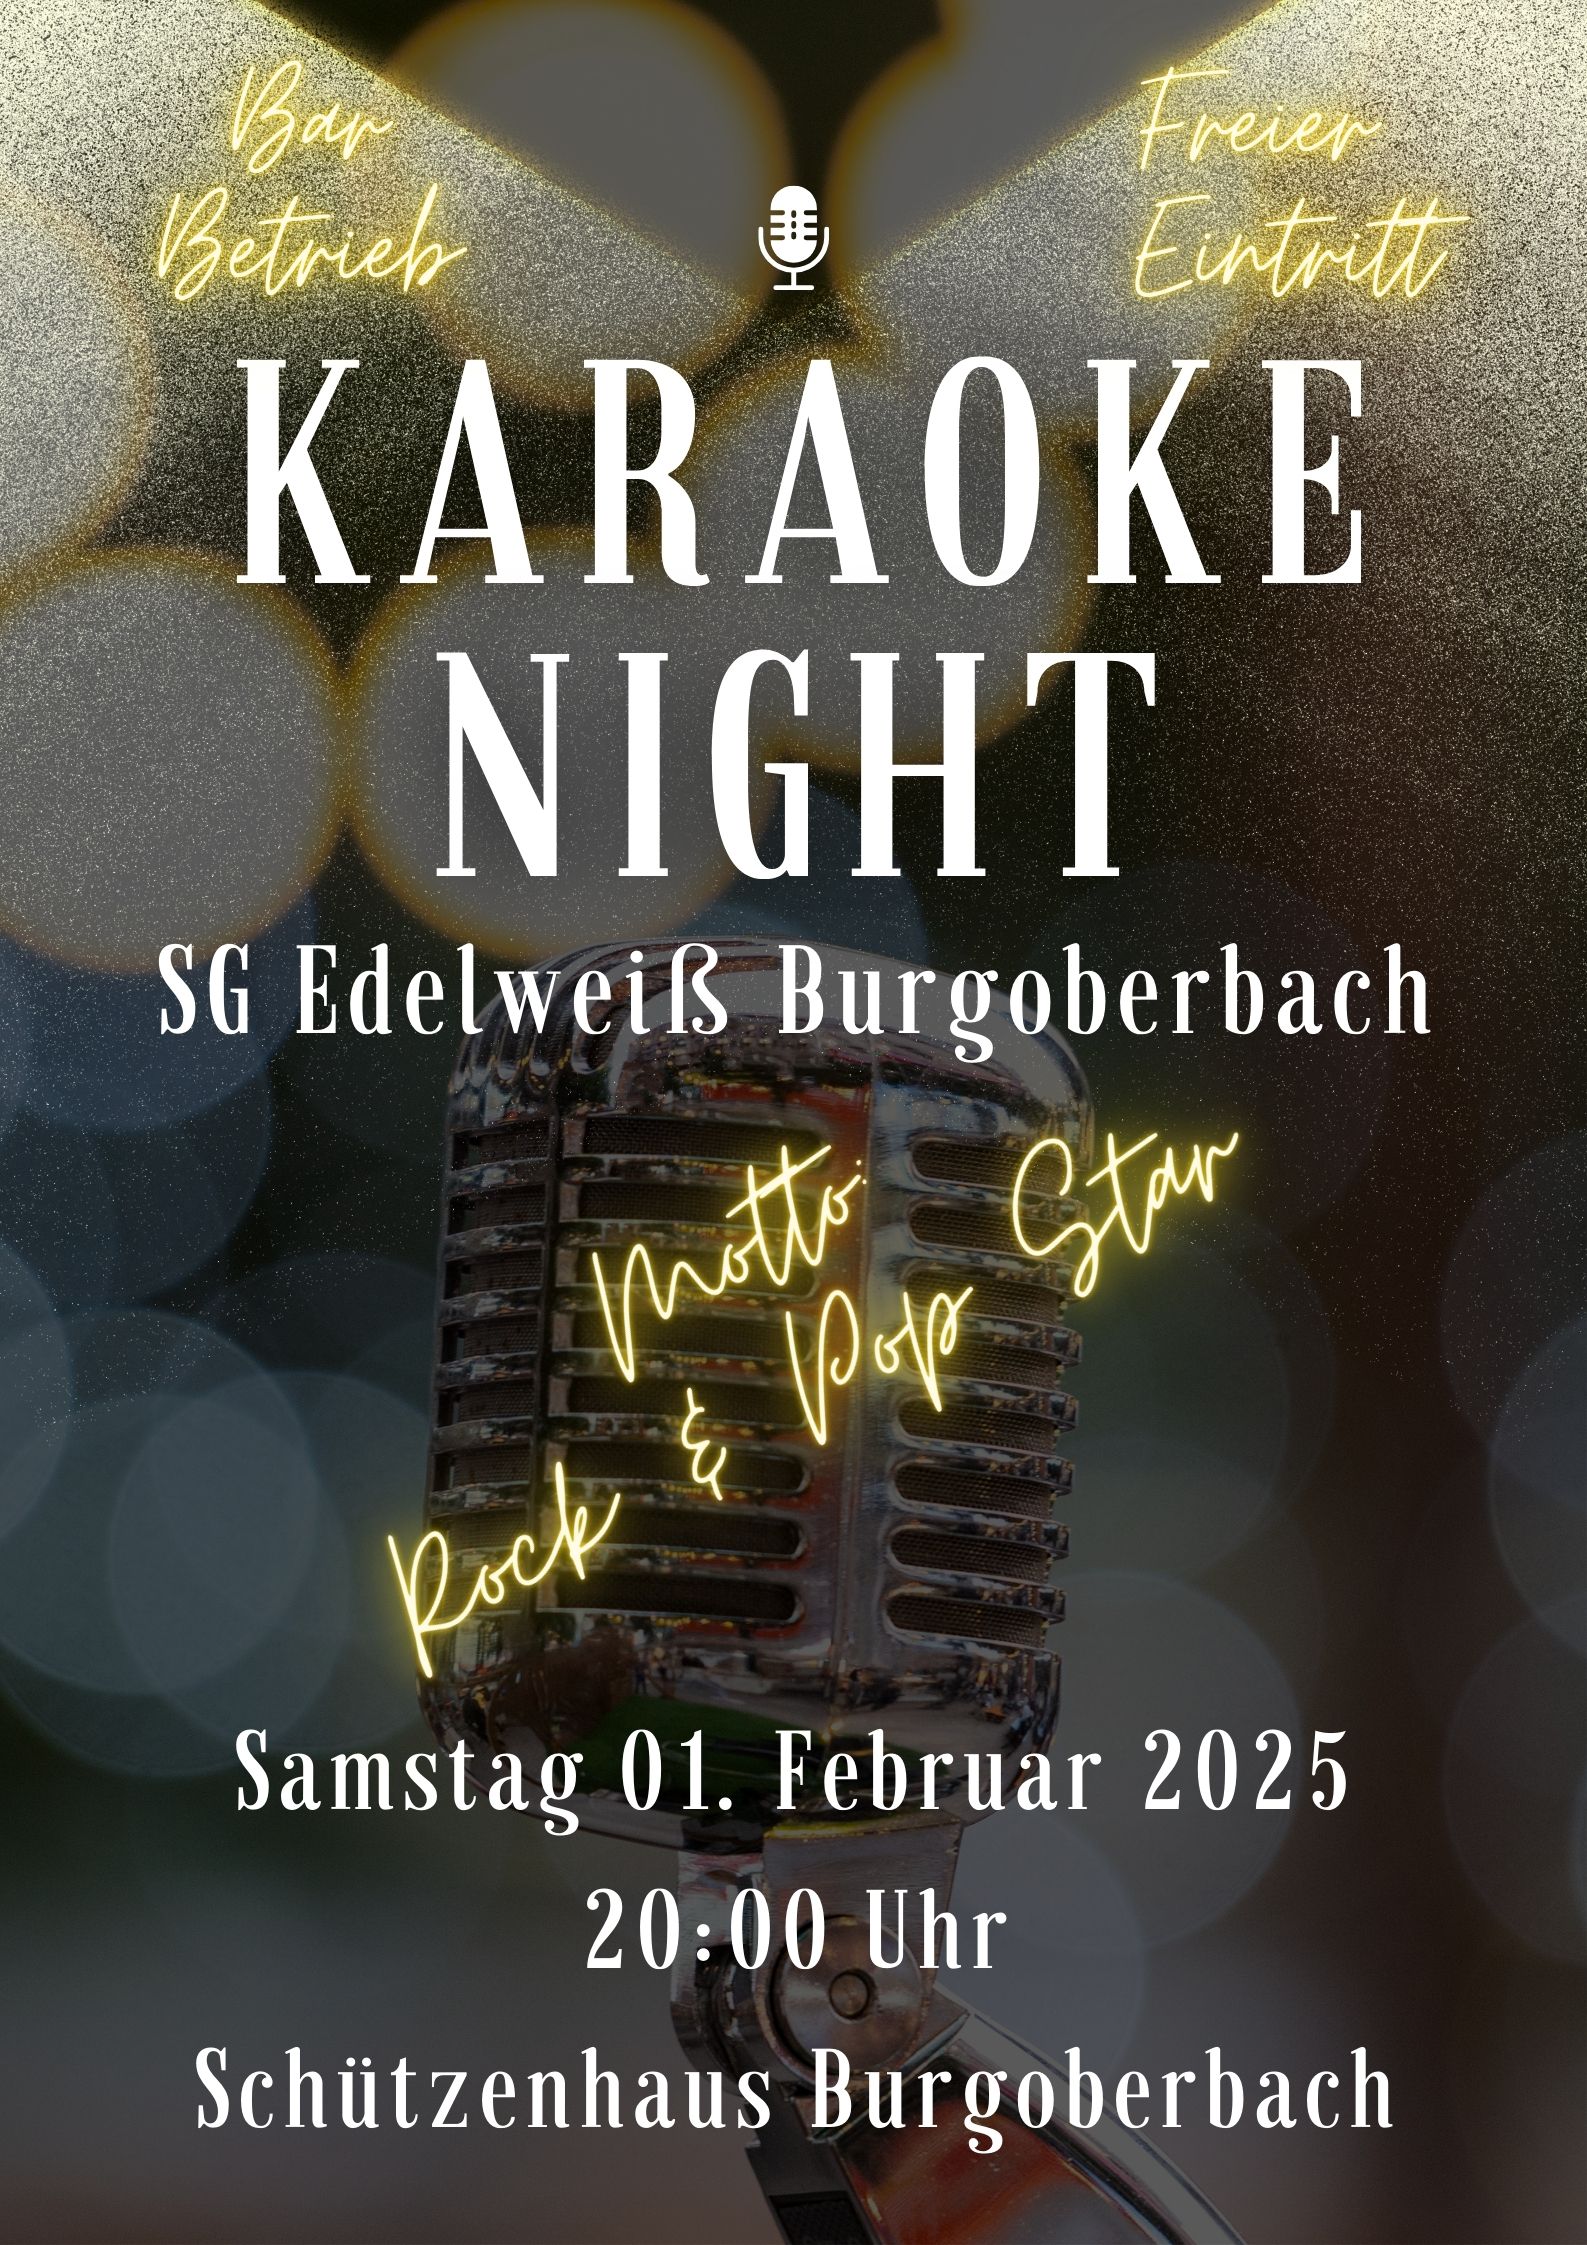 Bar
Betrieb
Freier
Eintritt
KARAOKE
NIGHT
SG Edelweiß Burgoberbach
Motto:
Rock & Pop Star
Samstag 01. Februar 2025
20:00 Uhr
Schützenhaus Burgoberbach